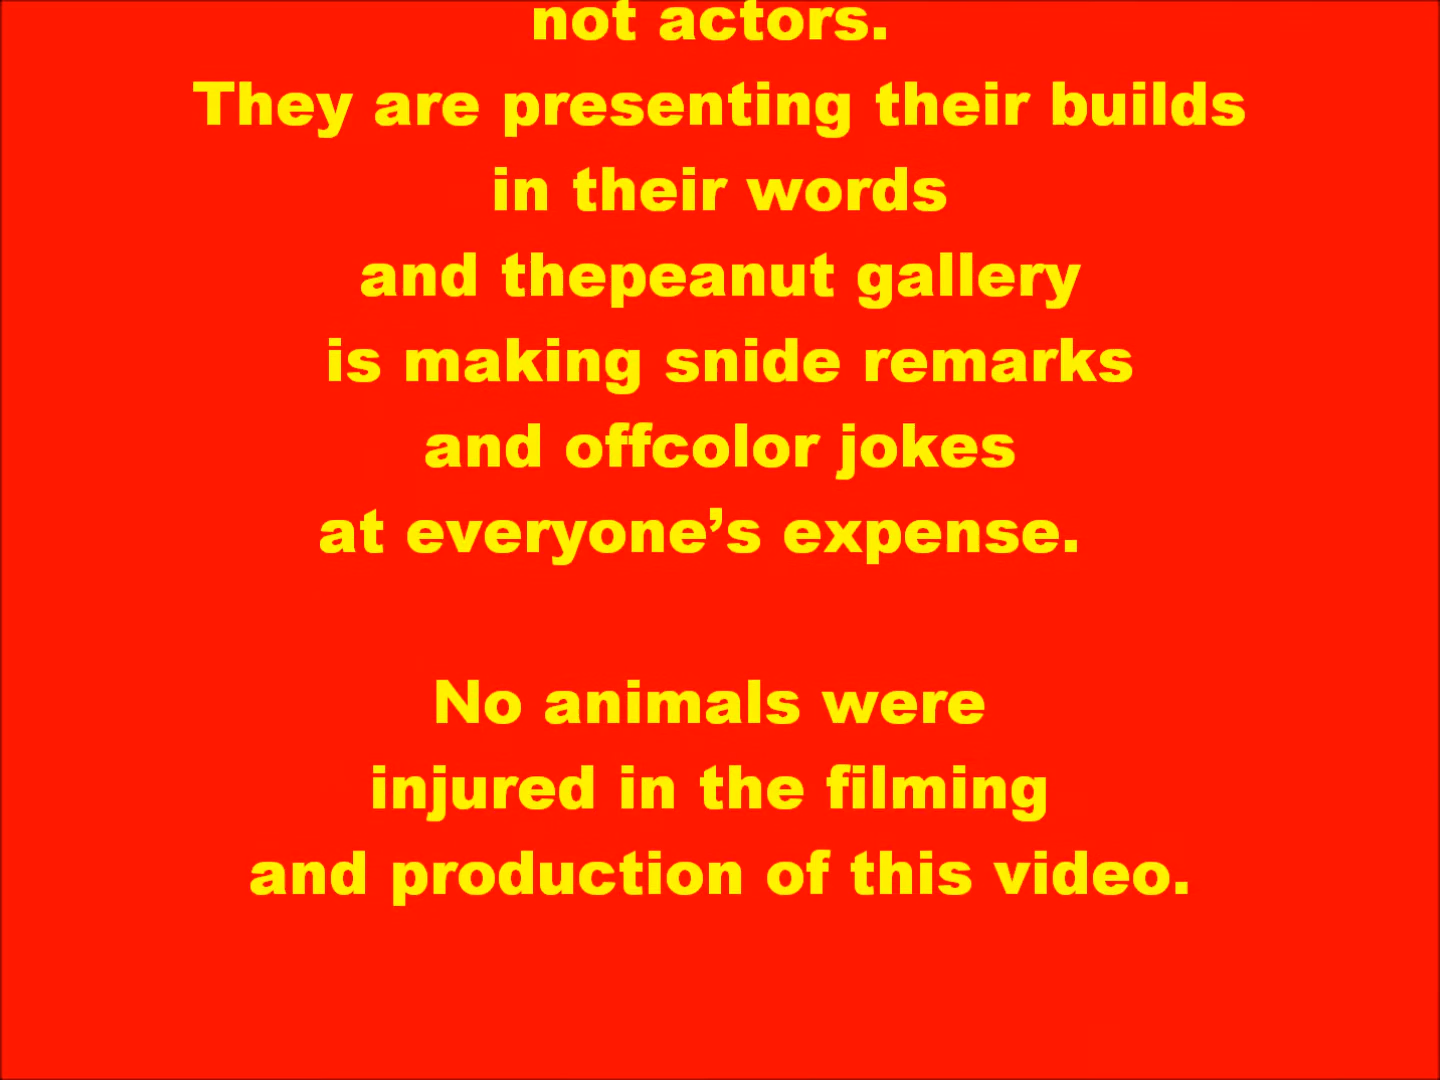 not actors.
They are presenting their builds
in their words
and thepeanut gallery
is making snide remarks
and offcolor jokes
at everyone’s expense.
No animals were
injured in the filming
and production of this video.